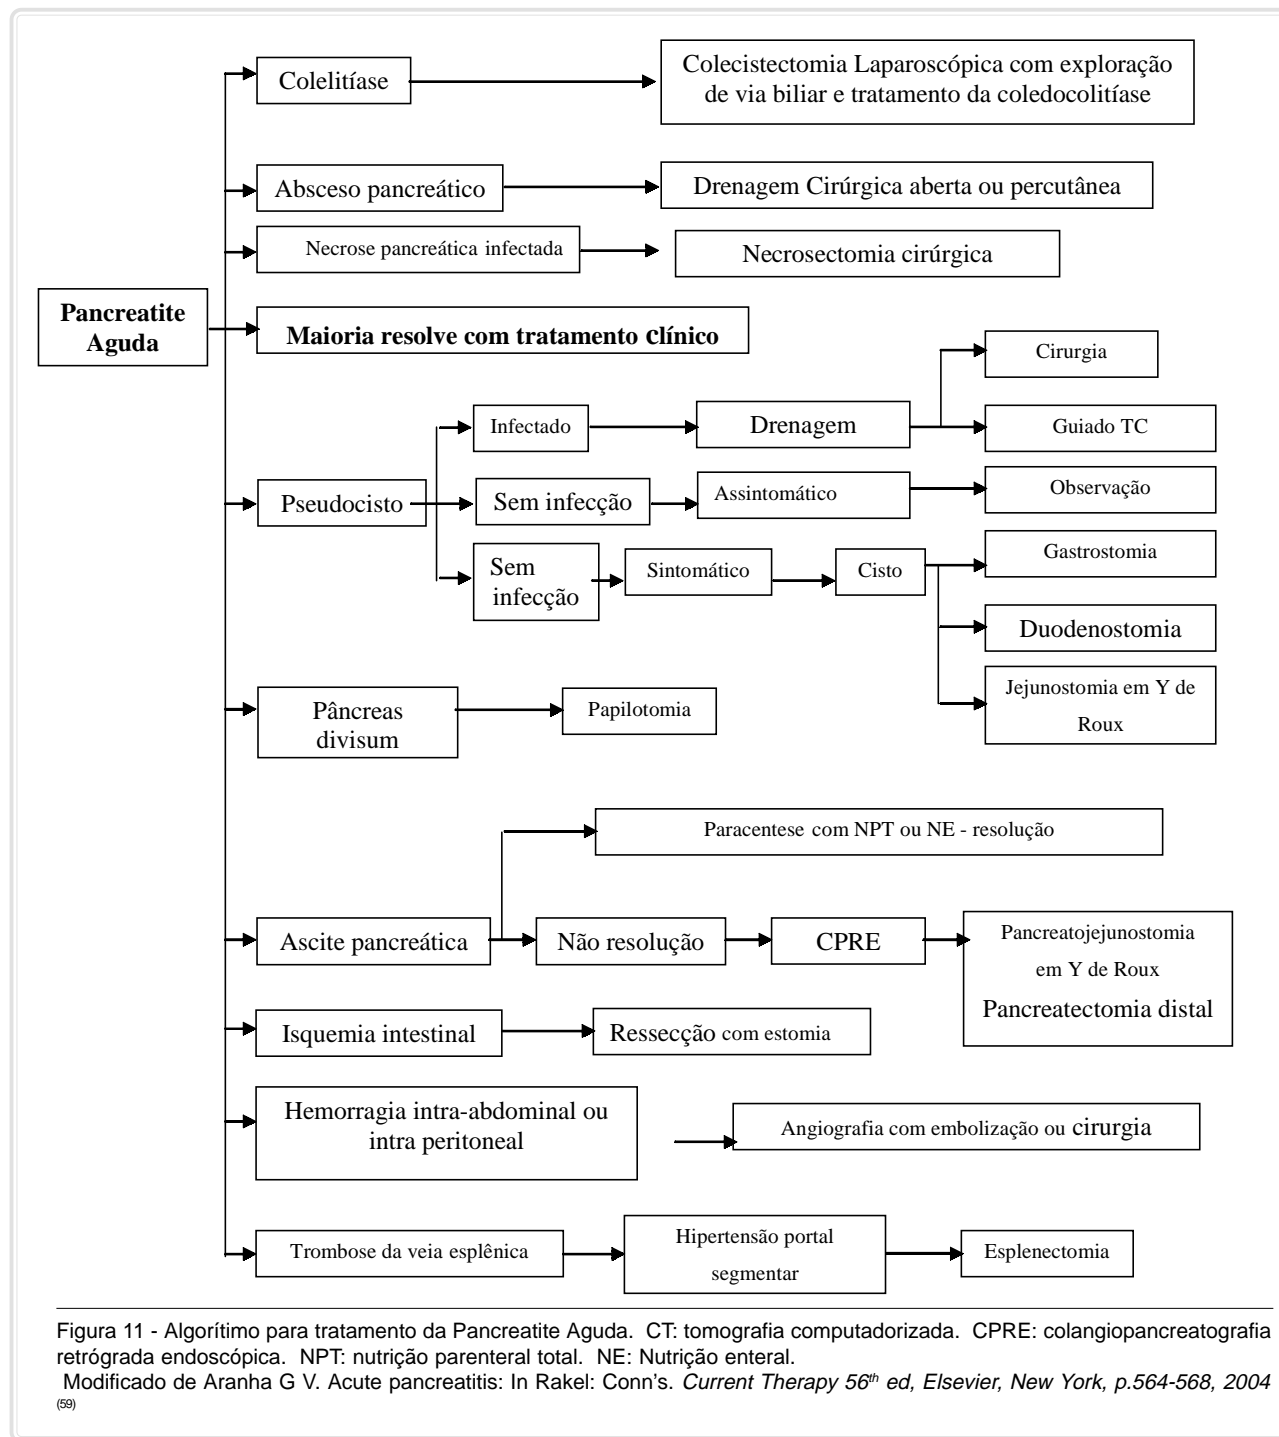 Colelitíase
Colecistectomia Laparoscópica com exploração
de via biliar e tratamento da coledocolitíase
Absceso pancreático
Drenagem Cirúrgica aberta ou percutânea
Necrose pancreática infectada
Necrosectomia cirúrgica
Pancreatite
Aguda
Maioria resolve com tratamento clínico
Cirurgia
Infectado
Drenagem
Guiado TC
Pseudocisto
Sem infecção
Assintomático
Observação
Sem
infecção
Sintomático
Cisto
Gastrostomia
Duodenostomia
Jejunostomia em Y de
Roux
Pâncreas
divisum
Papilotomia
Paracentese com NPT ou NE - resolução
Ascite pancreática
Não resolução
CPRE
Pancreatojejunostomia
em Y de Roux
Pancreatectomia distal
Isquemia intestinal
Ressecção com estomia
Hemorragia intra-abdominal ou
intra peritoneal
Angiografia com embolização ou cirurgia
Trombose da veia esplênica
Hipertensão portal
segmentar
Esplenectomia
Figura 11 - Algorítimo para tratamento da Pancreatite Aguda. CT: tomografia computadorizada. CPRE: colangiopancreatografia
retrógrada endoscópica. NPT: nutrição parenteral total. NE: Nutrição enteral.
Modificado de Aranha G V. Acute pancreatitis: In Rakel: Conn's. Current Therapy 56th ed, Elsevier, New York, p.564-568, 2004
(59)